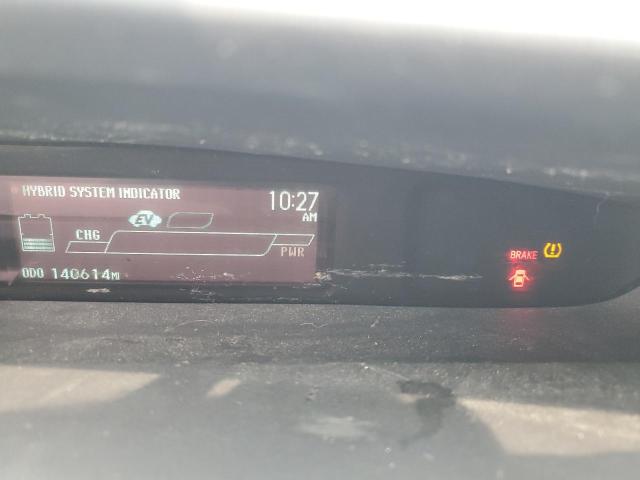 HYBRID SYSTEM INDICATOR
10:27
AM
EV
CHG
PWR
BRAKE
ODO 140614MI